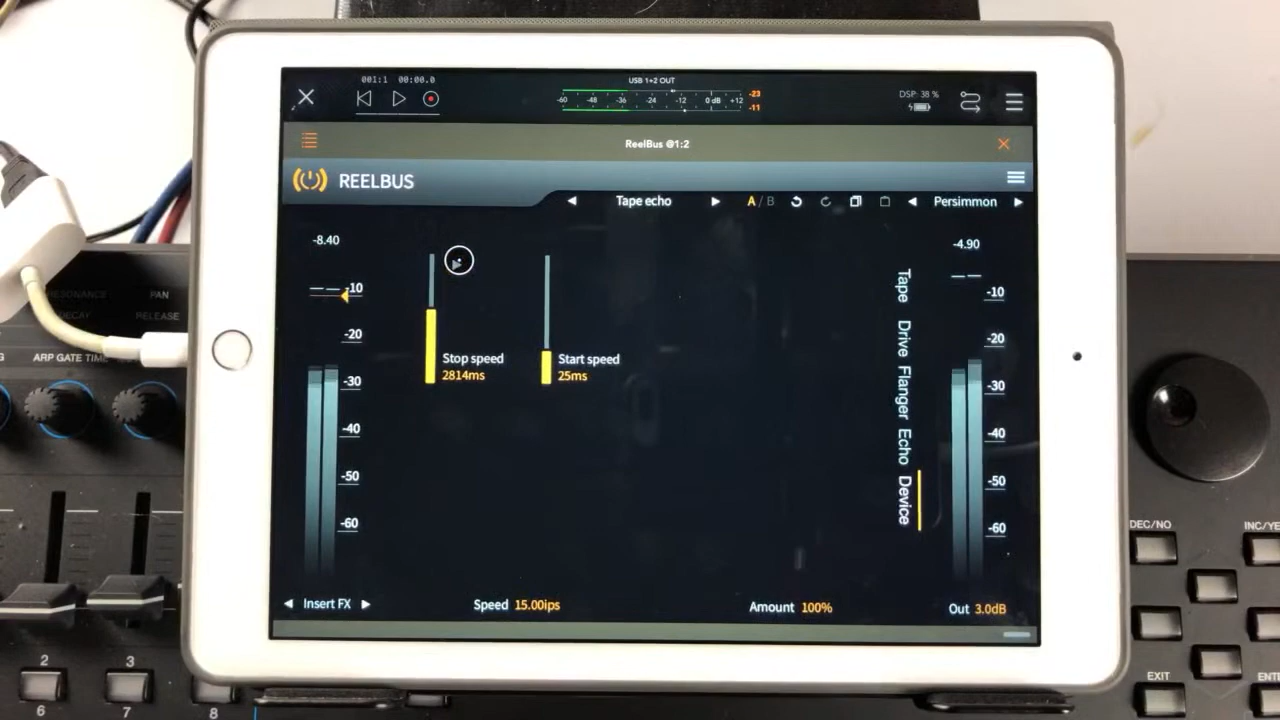 001:1 00:00.0
USB 1+2 OUT
-60 -48 -36 -24 -12 0 dB +12
-23
-11
DSP: 38 %
ReelBus @1:2
REELBUS
Tape echo
A / B
Persimmon
-8.40
-10
-20
-30
-40
-50
-60
Stop speed
2814ms
Start speed
25ms
Tape Drive Flanger Echo Device
-4.90
-10
-20
-30
-40
-50
-60
Insert FX
Speed 15.00ips
Amount 100%
Out 3.0dB
RESONANCE
PAN
DECAY
RELEASE
ARP GATE TIME
2
3
6
7
8
DEC/NO
EXIT